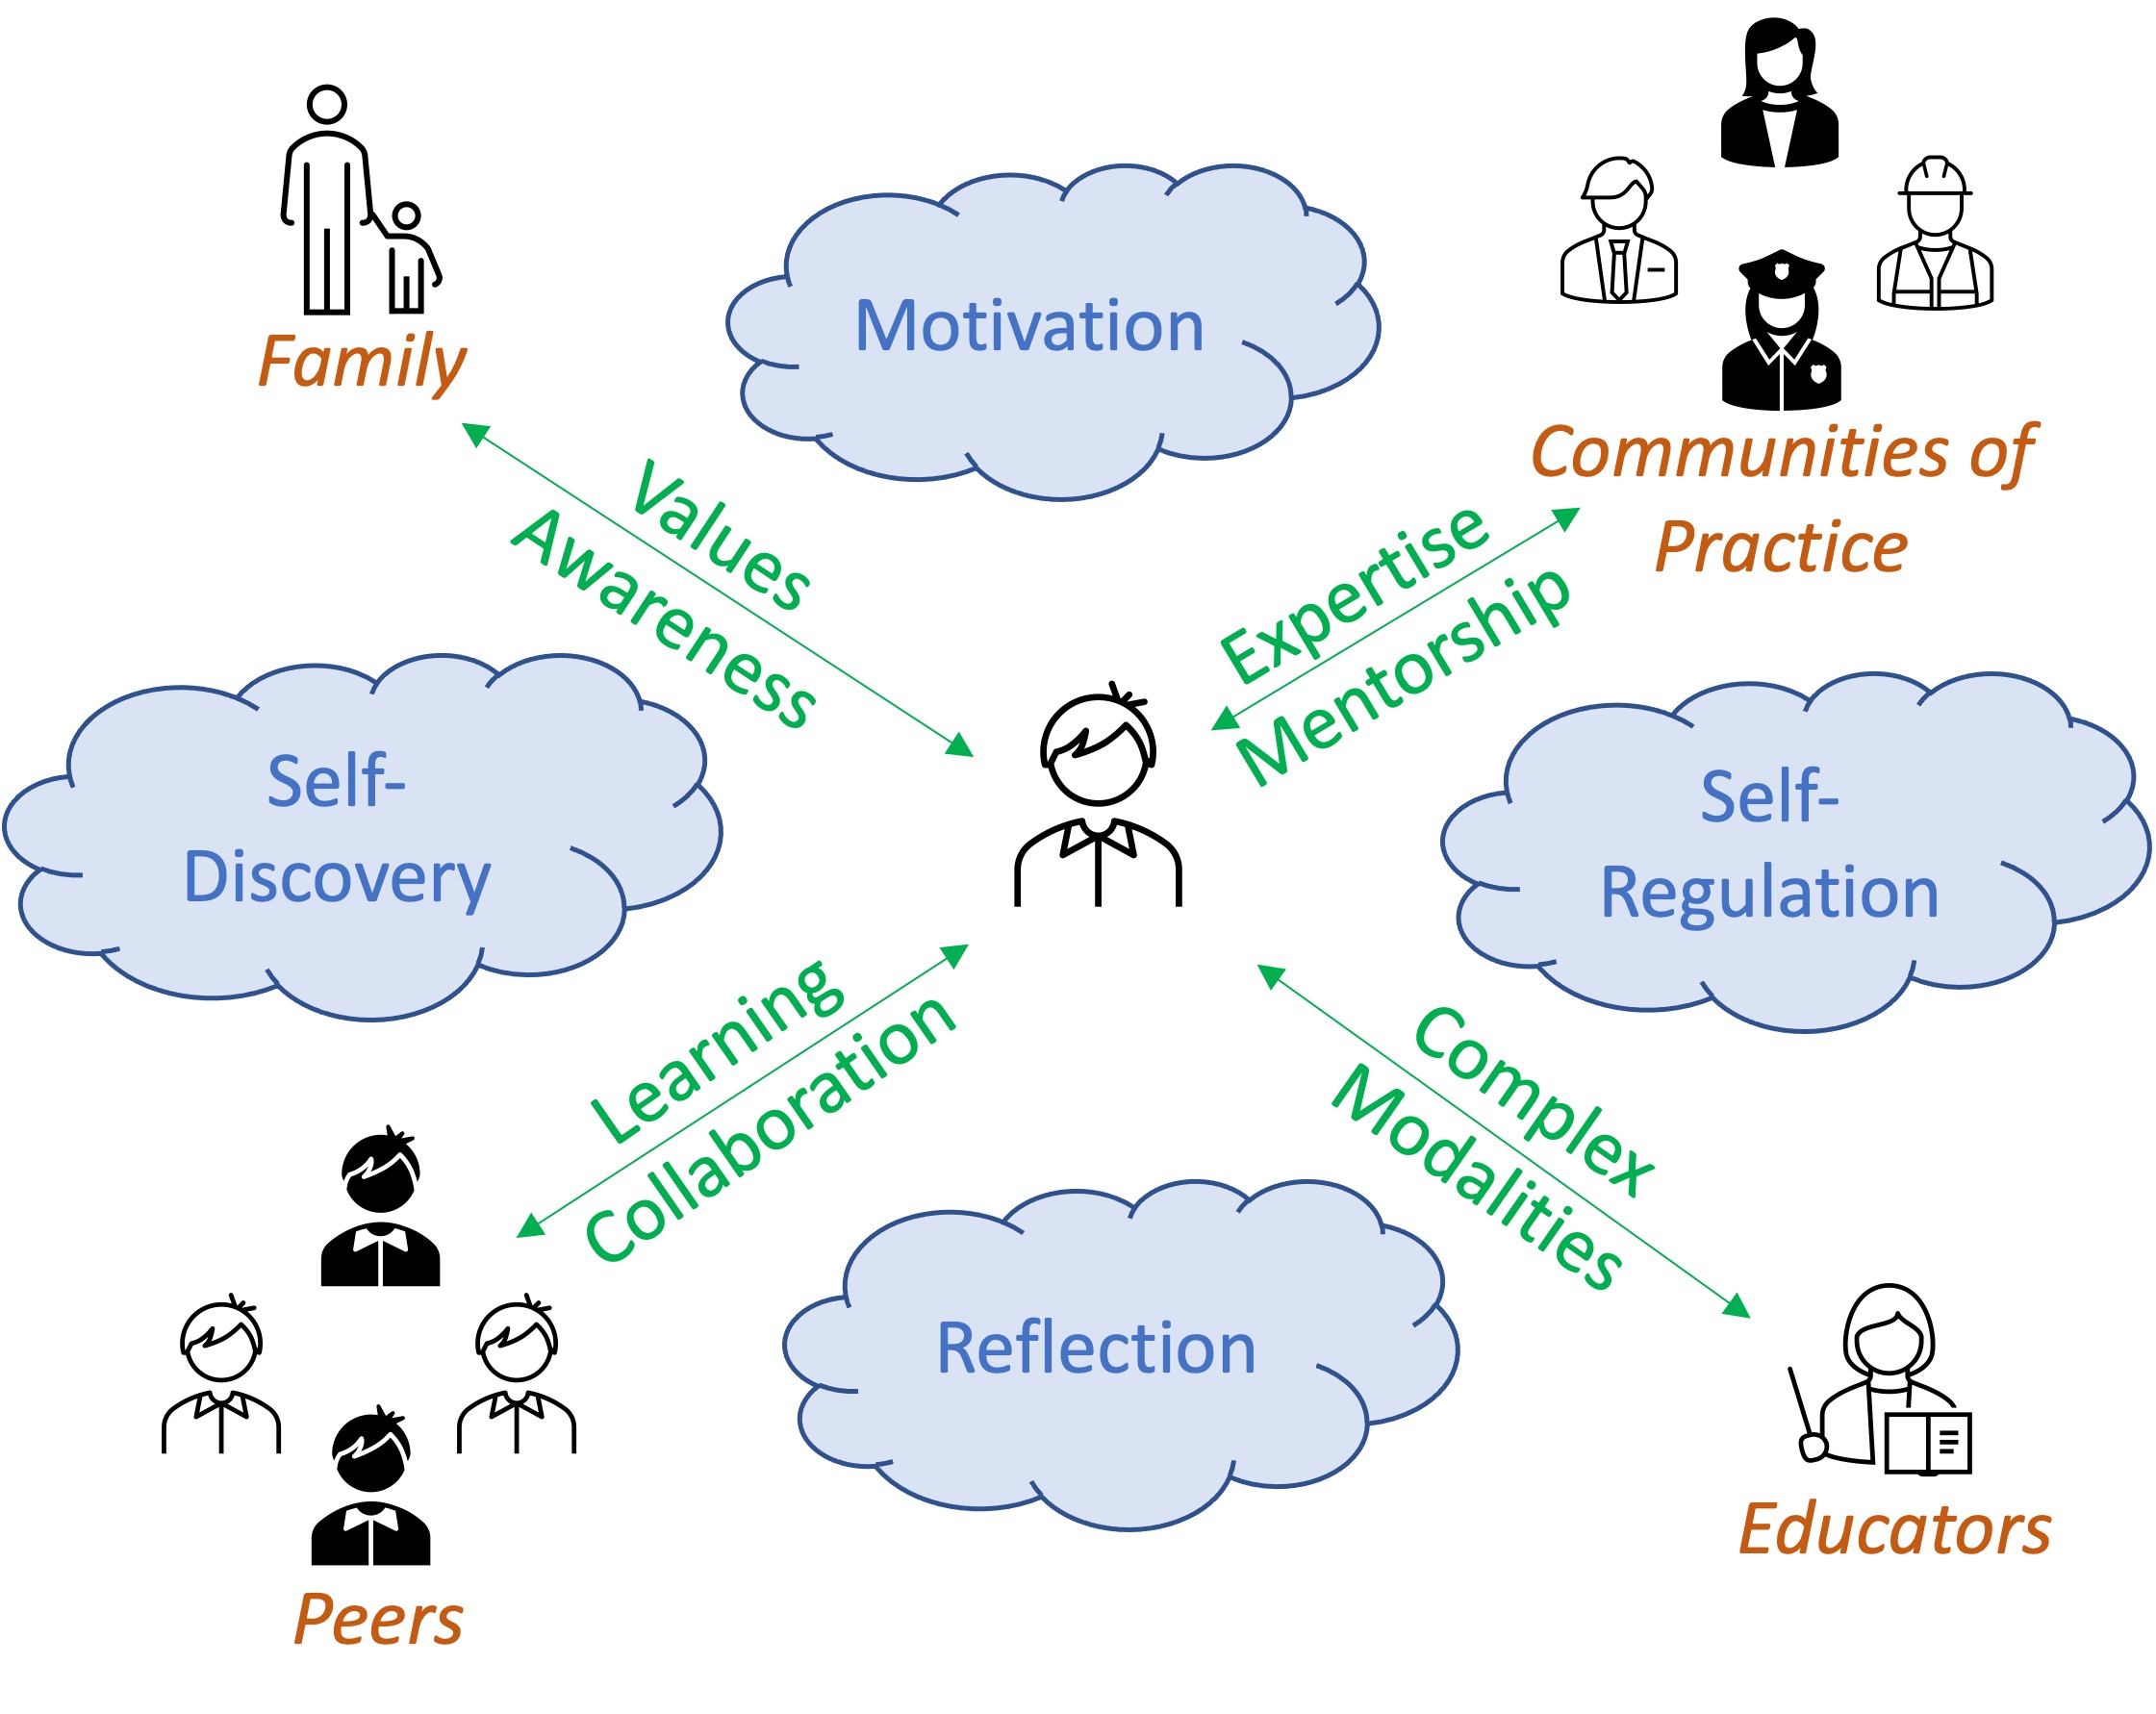 Family
Motivation
Communities of
Practice
Values
Awareness
Expertise
Mentorship
Self-
Discovery
Self-
Regulation
Learning
Collaboration
Complex
Modalities
Reflection
Educators
Peers